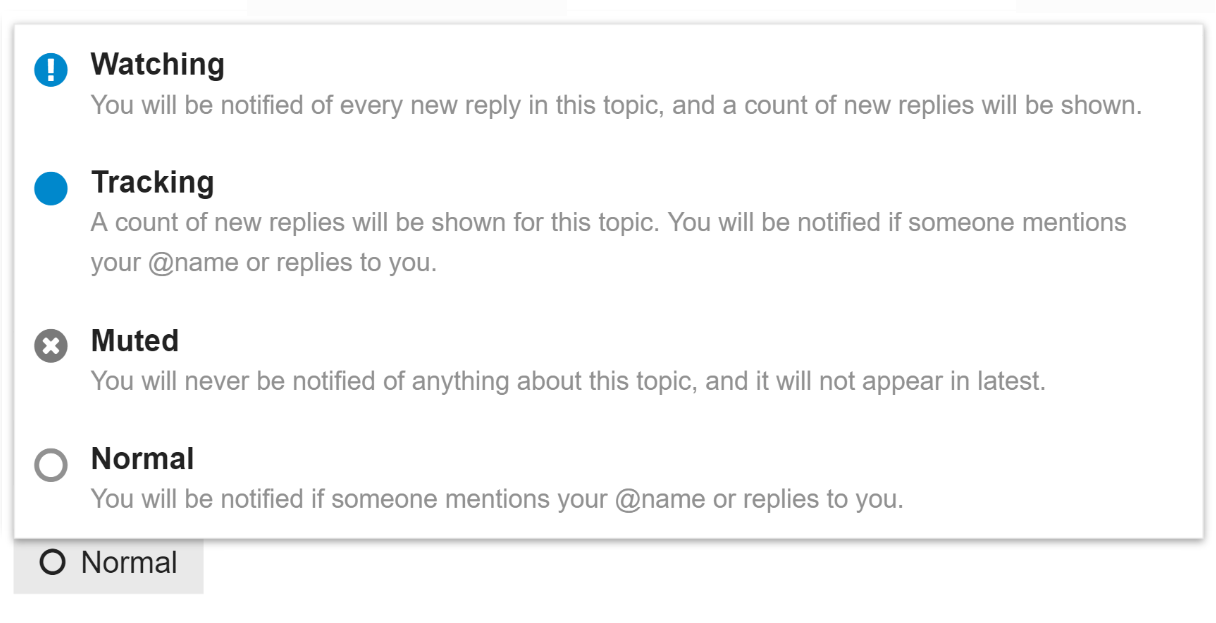 Watching
You will be notified of every new reply in this topic, and a count of new replies will be shown.
Tracking
A count of new replies will be shown for this topic. You will be notified if someone mentions
your @name or replies to you.
Muted
You will never be notified of anything about this topic, and it will not appear in latest.
Normal
You will be notified if someone mentions your @name or replies to you.
Normal